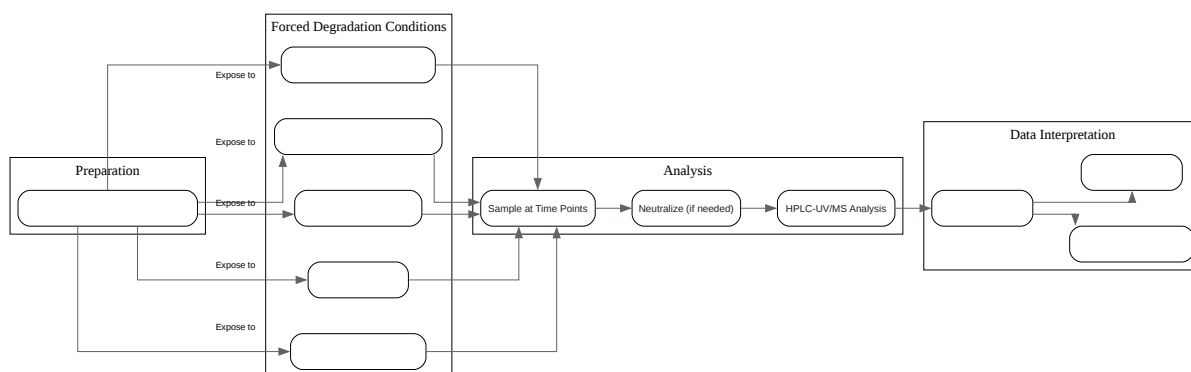 Forced Degradation Conditions
Expose to
Expose to
Data Interpretation
Preparation
Analysis
Expose to
Sample at Time Points
Neutralize (if needed)
HPLC-UV/MS Analysis
Expose to
Expose to